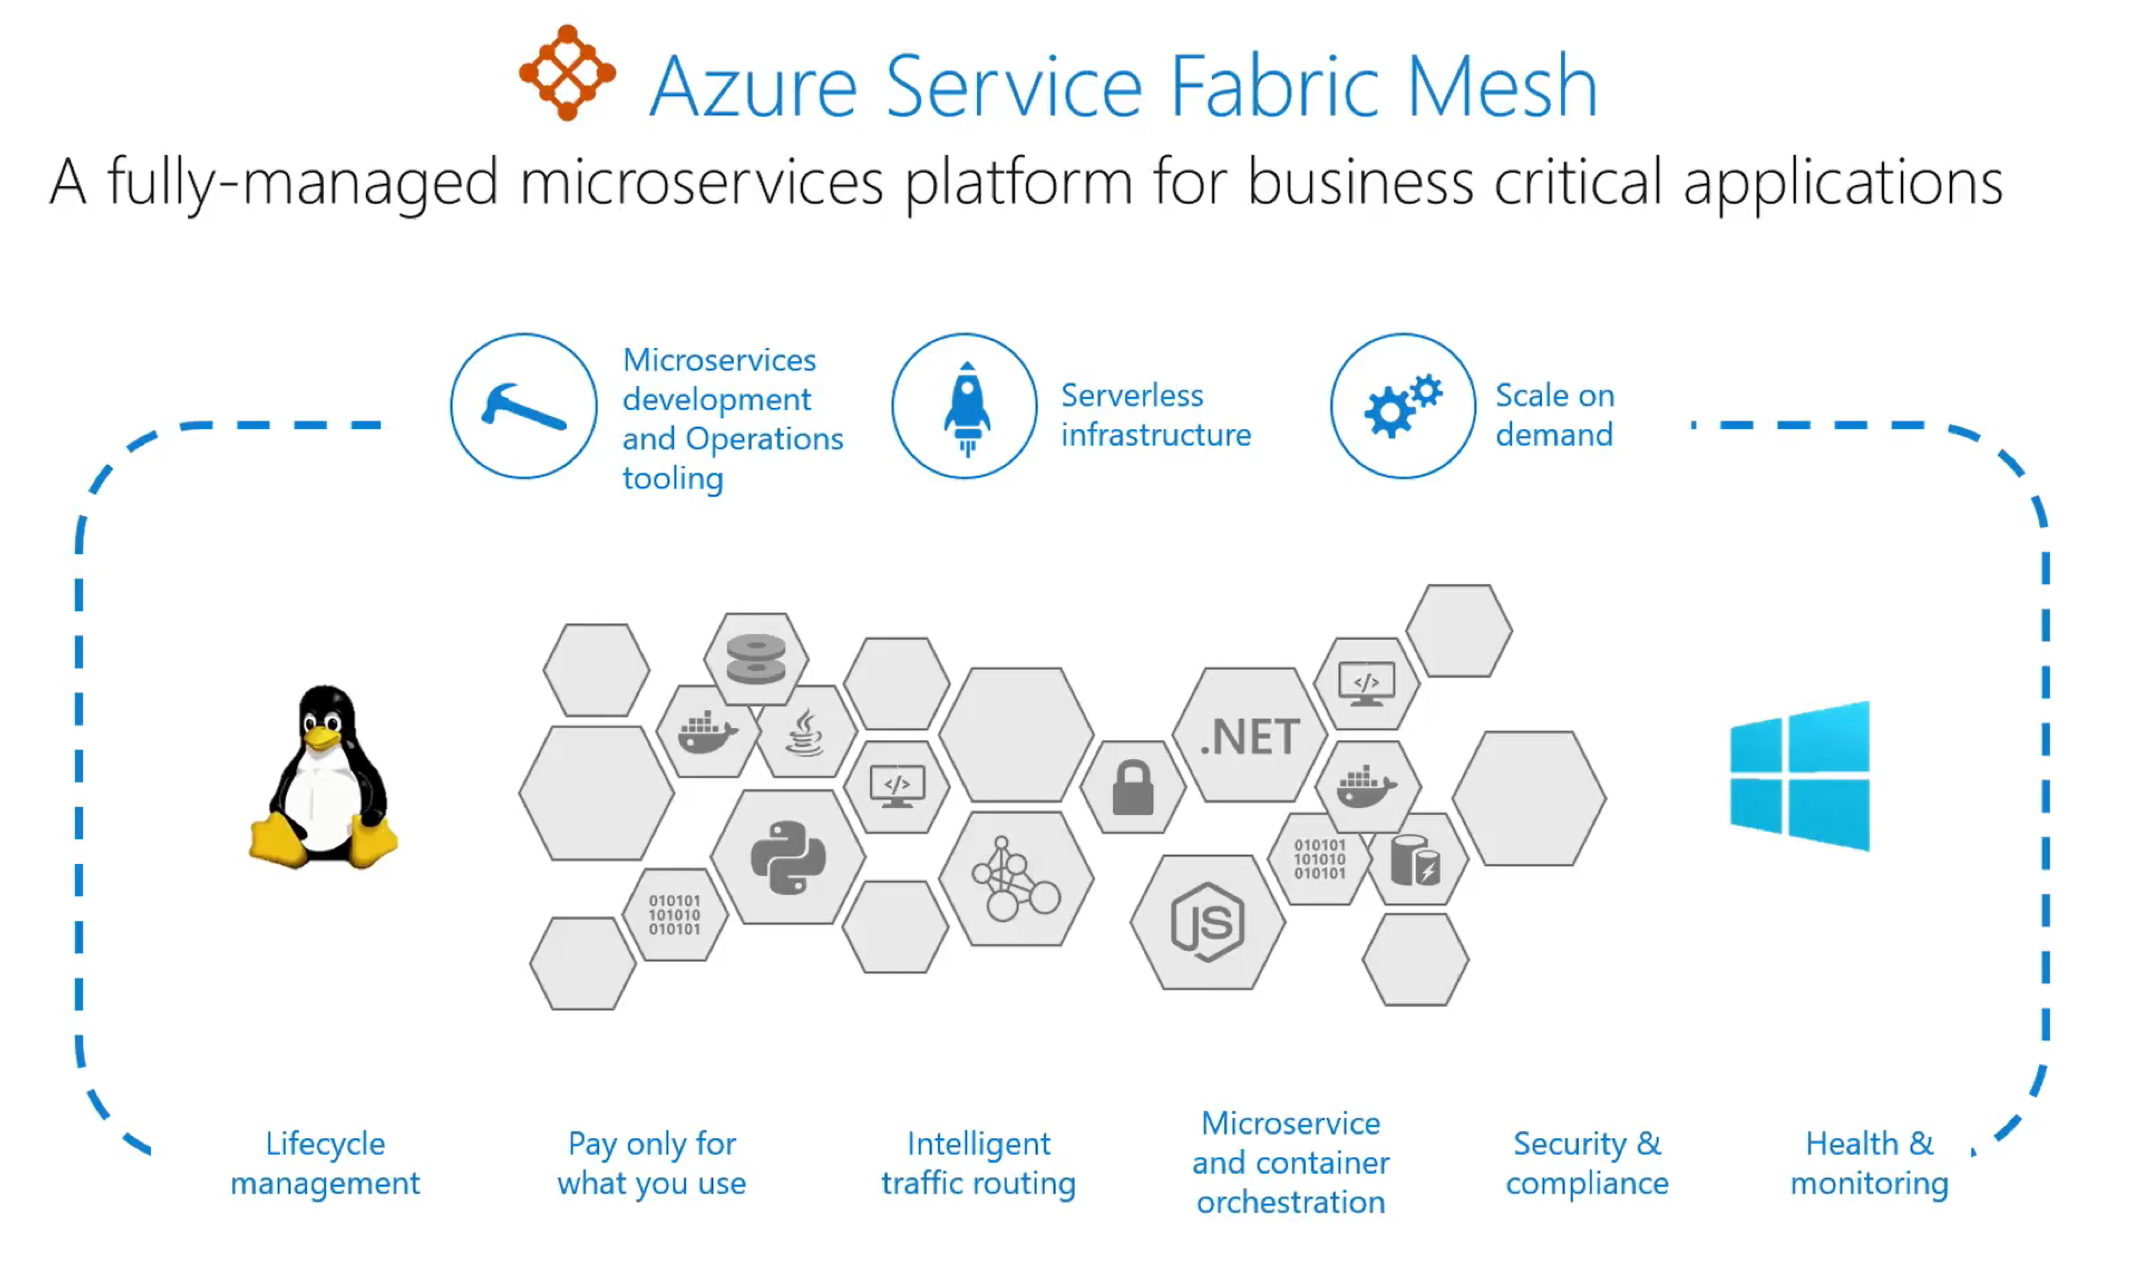 Azure Service Fabric Mesh
A fully-managed microservices platform for business critical applications
Microservices
development
and Operations
tooling
Serverless
infrastructure
Scale on
demand
.NET
</>
</>
010101
101010
010101
010101
101010
010101
JS
Lifecycle
management
Pay only for
what you use
Intelligent
traffic routing
Microservice
and container
orchestration
Security &
compliance
Health &
monitoring